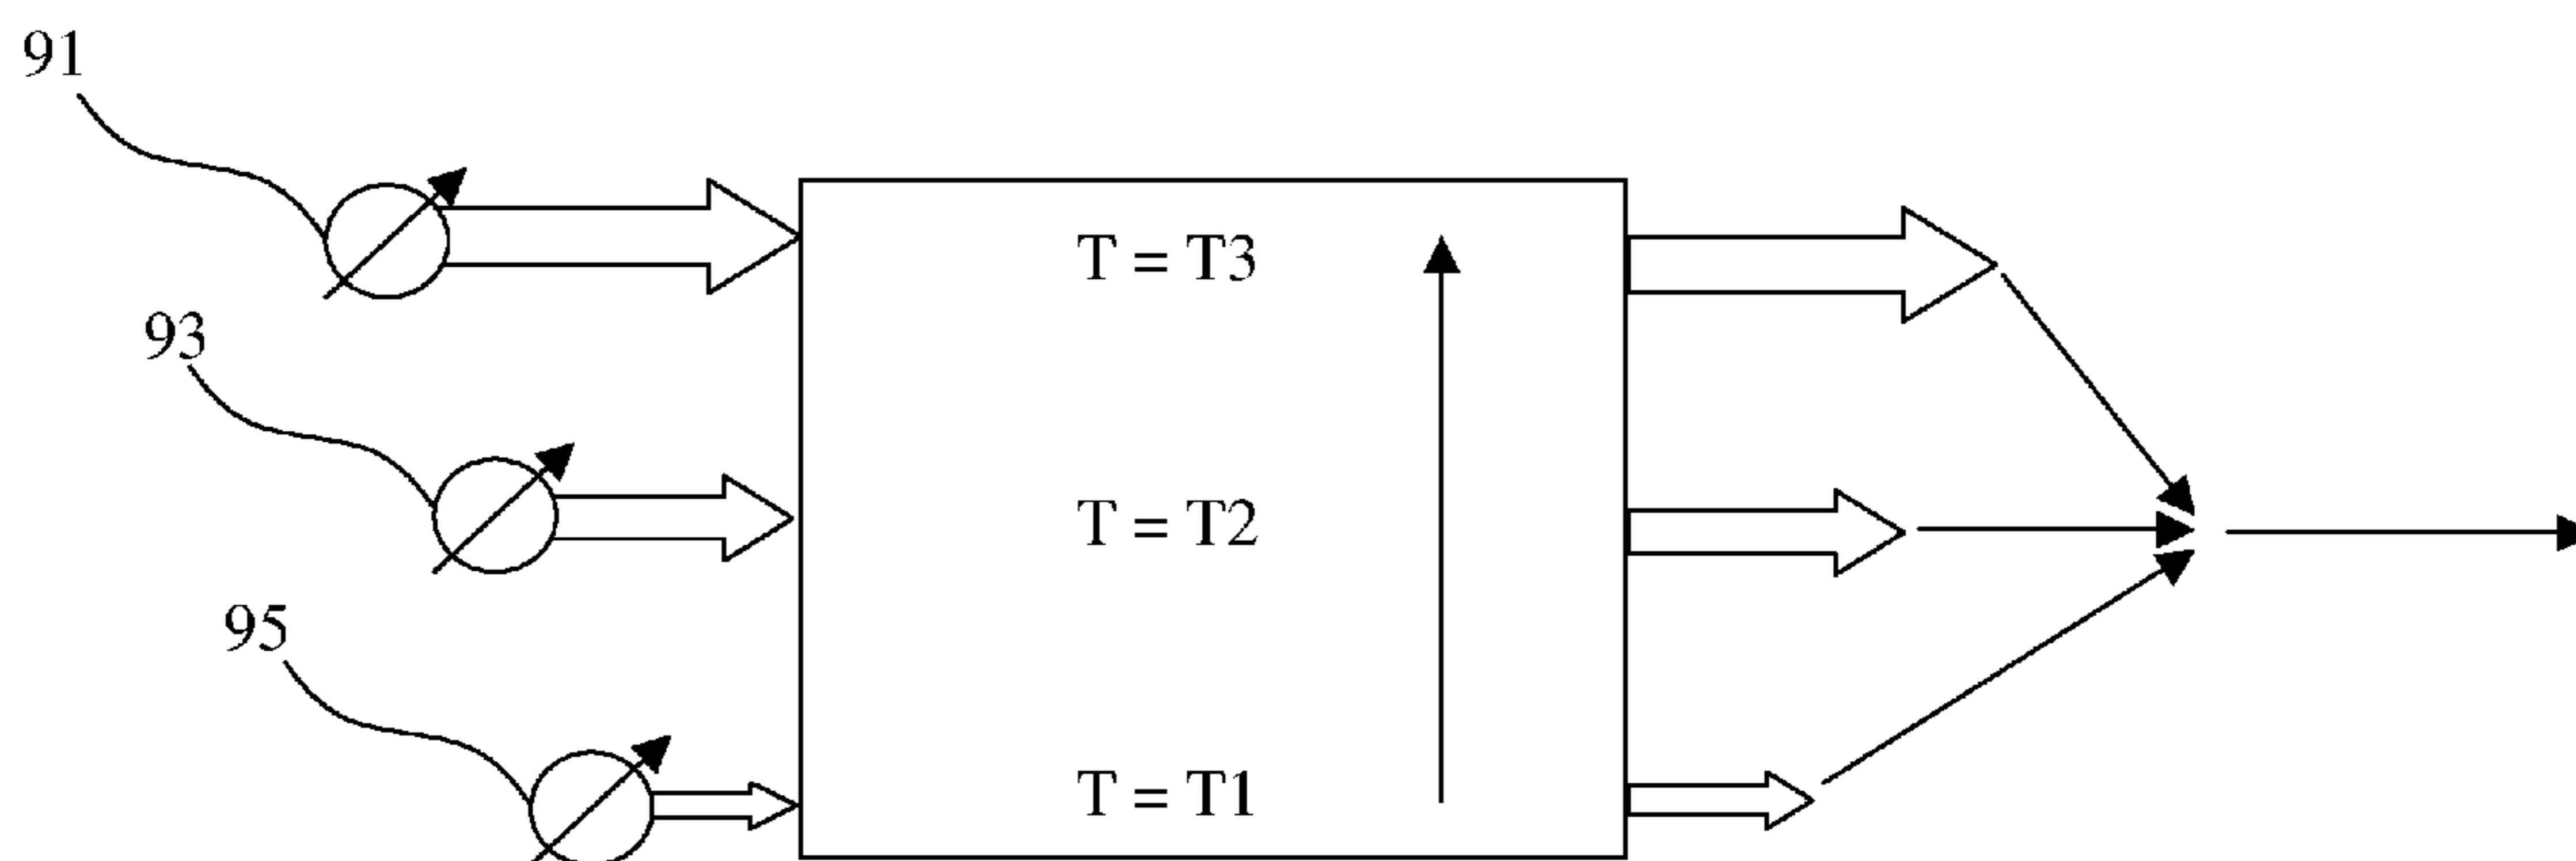 91
T = T3
93
T = T2
95
T = T1